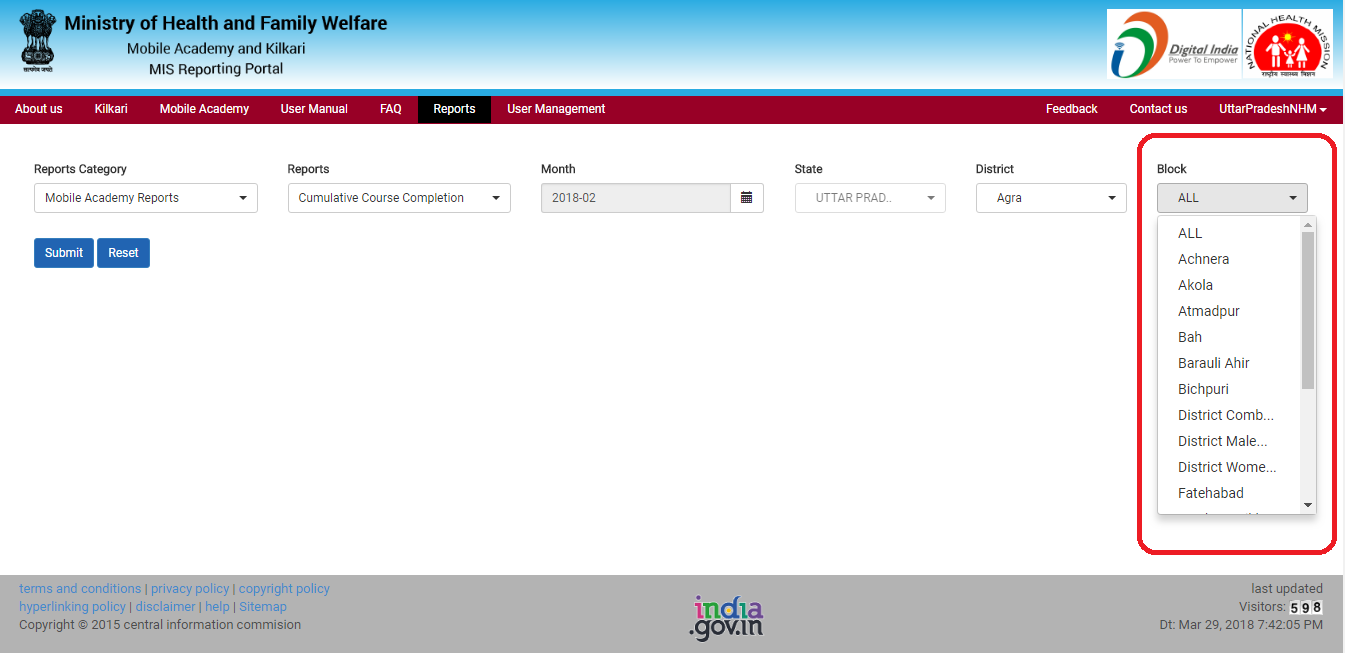 Ministry of Health and Family Welfare
Mobile Academy and Kilkari
MIS Reporting Portal
सत्यमेव जयते
Digital India
Power To Empower
NATIONAL HEALTH MISSION
राष्ट्रीय स्वास्थ्य मिशन
About us Kilkari Mobile Academy User Manual FAQ Reports User Management Feedback Contact us UttarPradeshNHM
Reports Category Reports Month State District Block
Mobile Academy Reports Cumulative Course Completion 2018-02 UTTAR PRAD.. Agra ALL
Submit Reset
ALL
Achnera
Akola
Atmadpur
Bah
Barauli Ahir
Bichpuri
District Comb...
District Male...
District Wome...
Fatehabad
terms and conditions | privacy policy | copyright policy
hyperlinking policy | disclaimer | help | Sitemap
Copyright © 2015 central information commision
india
.gov.in
last updated
Visitors: 598
Dt: Mar 29, 2018 7:42:05 PM